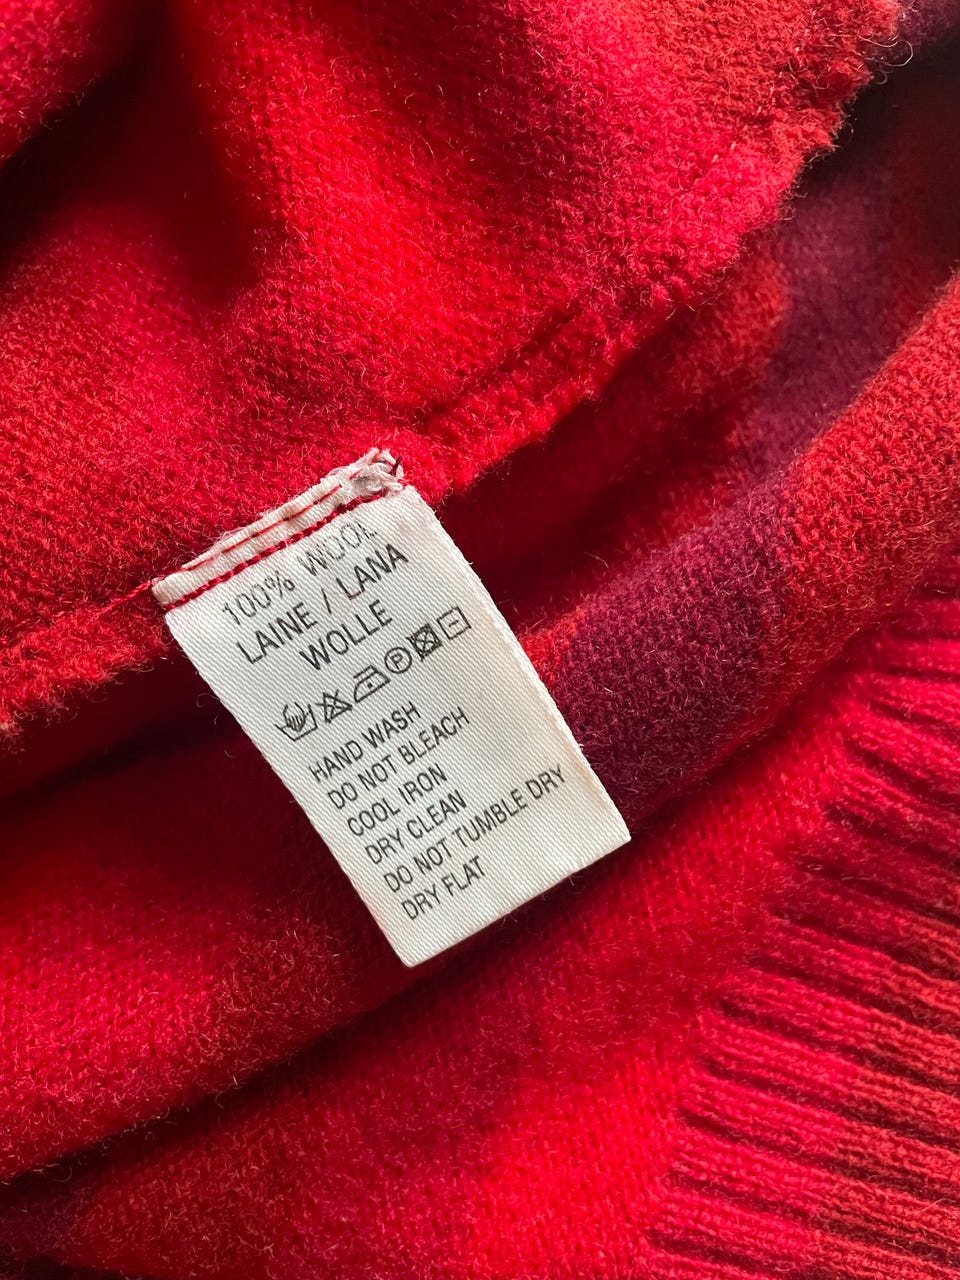 100% WOOL
LAINE / LANA
WOLLE
P
HAND WASH
DO NOT BLEACH
COOL IRON
DRY CLEAN
DO NOT TUMBLE DRY
DRY FLAT